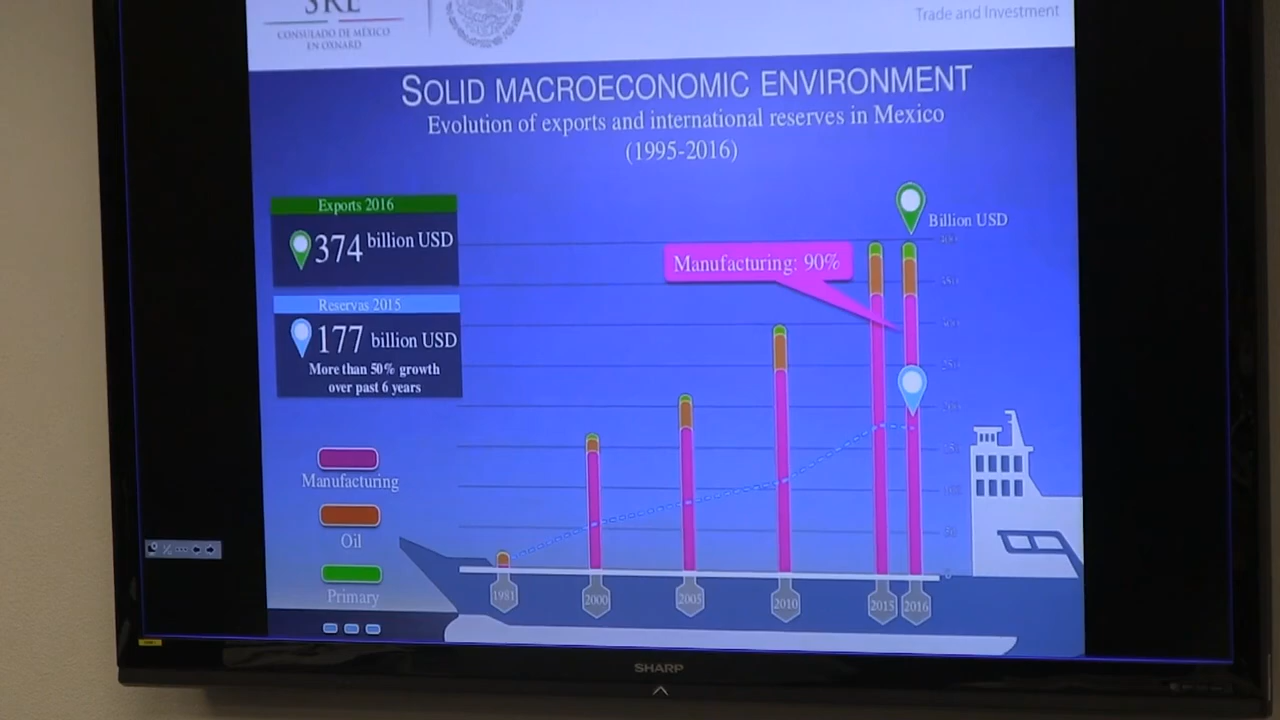 SRE
CONSULADO DE MÉXICO
EN OXNARD
Trade and Investment
SOLID MACROECONOMIC ENVIRONMENT
Evolution of exports and international reserves in Mexico
(1995-2016)
Exports 2016
374 billion USD
Reservas 2015
177 billion USD
More than 50% growth
over past 6 years
Billion USD
Manufacturing: 90%
Manufacturing
Oil
Primary
1981
2000
2005
2010
2015
2016
SHARP